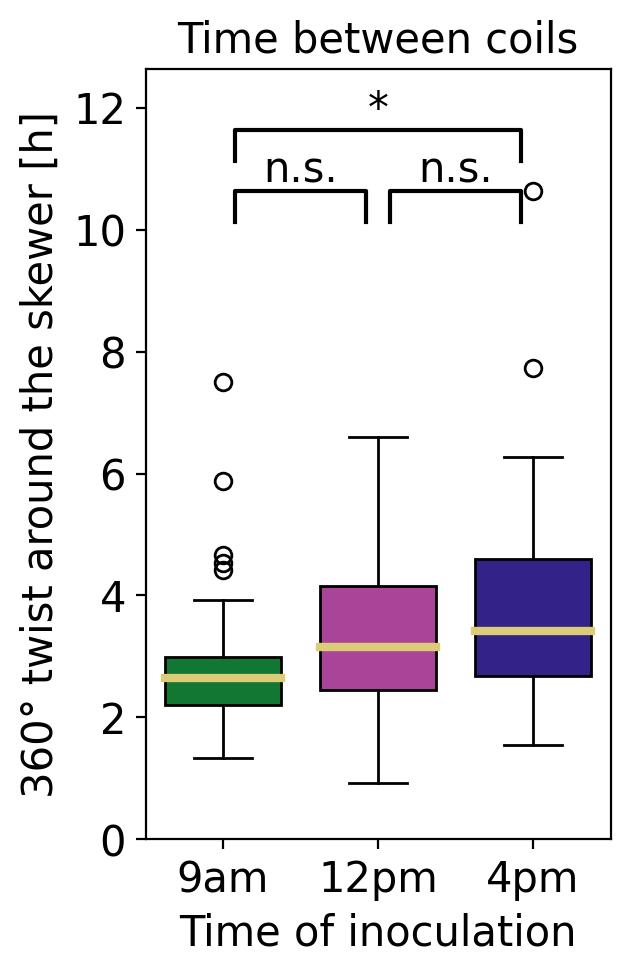 Time between coils
*
n.s.
n.s.
360° twist around the skewer [h]
12
10
8
6
4
2
0
9am
12pm
4pm
Time of inoculation